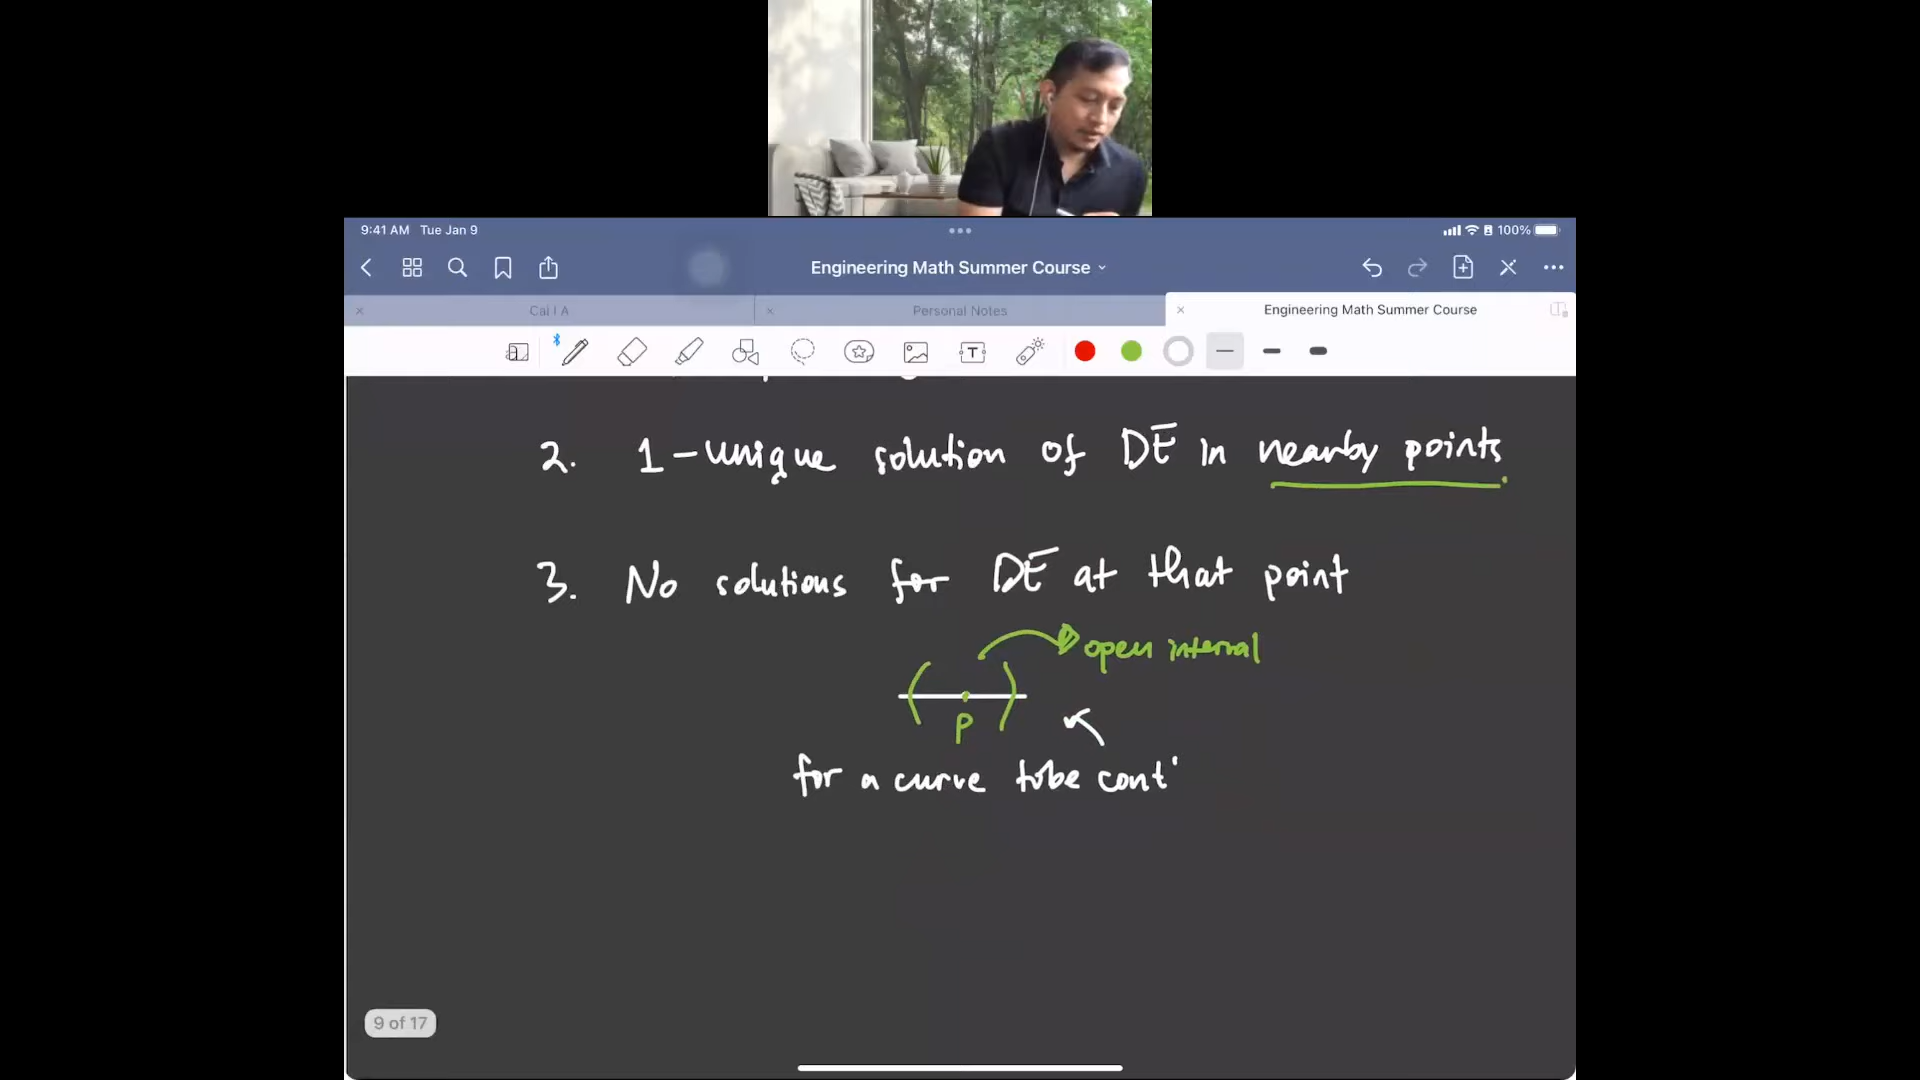 9:41 AM Tue Jan 9
100%
Engineering Math Summer Course
Cal I A
Personal Notes
Engineering Math Summer Course
2. 1-unique solution of DE in nearby points
3. No solutions for DE at that point
open interval
P
for a curve to be cont'
9 of 17